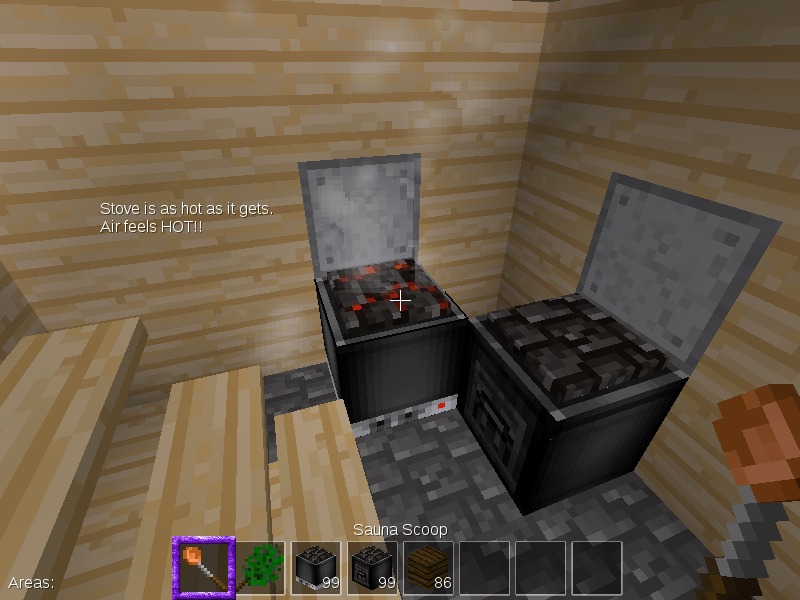 Stove is as hot as it gets.
Air feels HOT!!
Sauna Scoop
Areas:
99
99
86